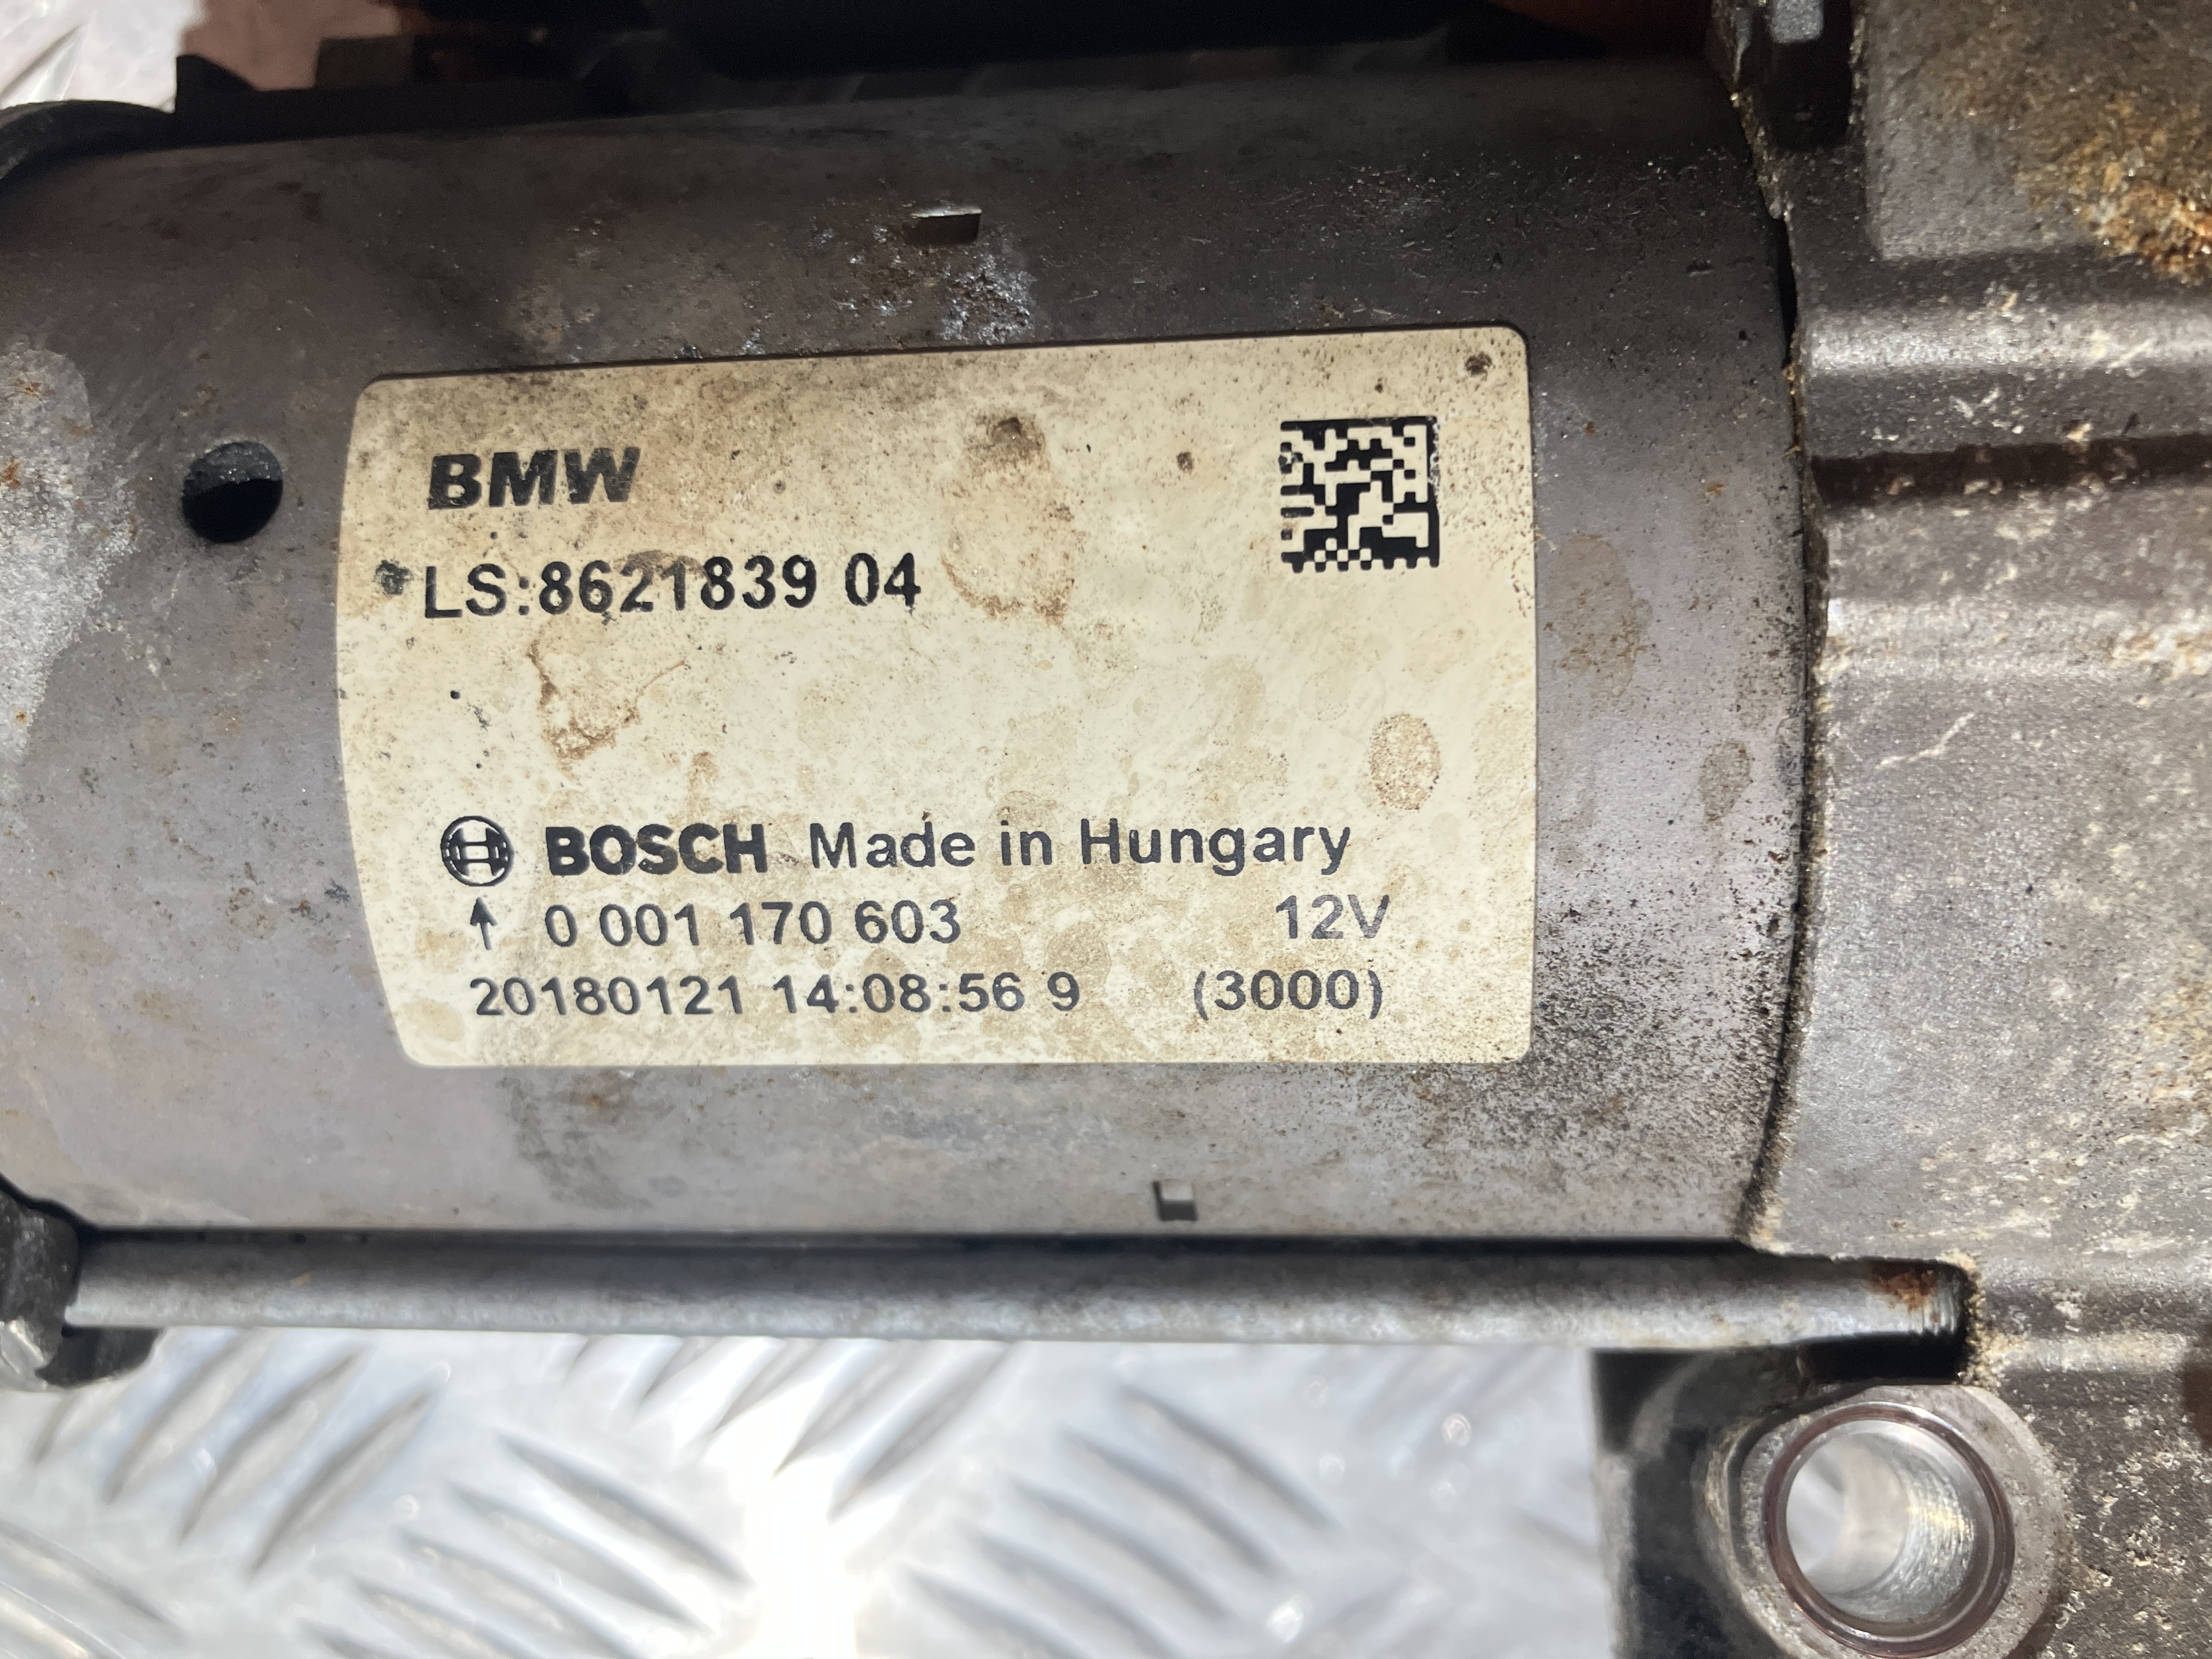 BMW
LS:8621839 04
BOSCH Made in Hungary
0 001 170 603 12V
20180121 14:08:56 9 (3000)